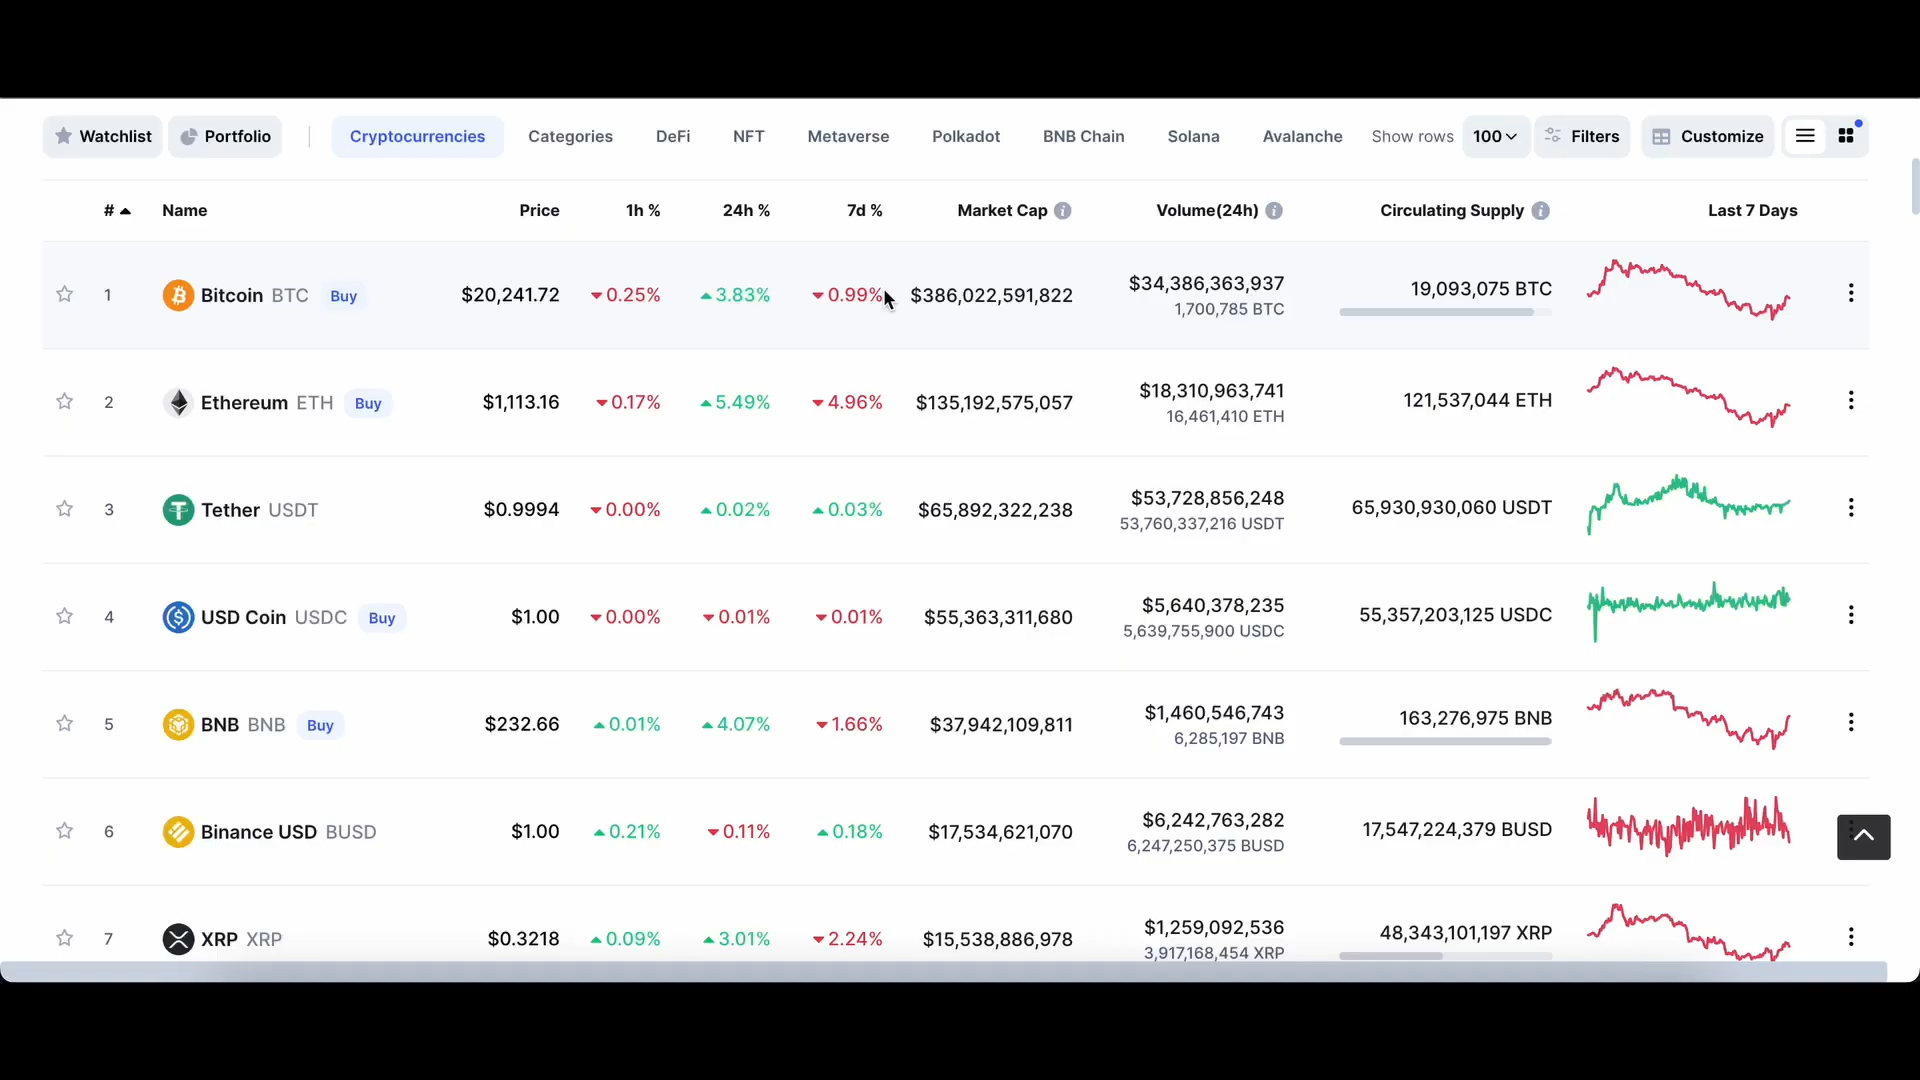 Watchlist Portfolio Cryptocurrencies Categories DeFi NFT Metaverse Polkadot BNB Chain Solana Avalanche Show rows 100 Filters Customize
# Name Price 1h % 24h % 7d % Market Cap Volume(24h) Circulating Supply Last 7 Days
1 Bitcoin BTC Buy $20,241.72 0.25% 3.83% 0.99% $386,022,591,822 $34,386,363,937 19,093,075 BTC
1,700,785 BTC
2 Ethereum ETH Buy $1,113.16 0.17% 5.49% 4.96% $135,192,575,057 $18,310,963,741 121,537,044 ETH
16,461,410 ETH
3 Tether USDT $0.9994 0.00% 0.02% 0.03% $65,892,322,238 $53,728,856,248 65,930,930,060 USDT
53,760,337,216 USDT
4 USD Coin USDC Buy $1.00 0.00% 0.01% 0.01% $55,363,311,680 $5,640,378,235 55,357,203,125 USDC
5,639,755,900 USDC
5 BNB BNB Buy $232.66 0.01% 4.07% 1.66% $37,942,109,811 $1,460,546,743 163,276,975 BNB
6,285,197 BNB
6 Binance USD BUSD $1.00 0.21% 0.11% 0.18% $17,534,621,070 $6,242,763,282 17,547,224,379 BUSD
6,247,250,375 BUSD
7 XRP XRP $0.3218 0.09% 3.01% 2.24% $15,538,886,978 $1,259,092,536 48,343,101,197 XRP
3,917,168,454 XRP